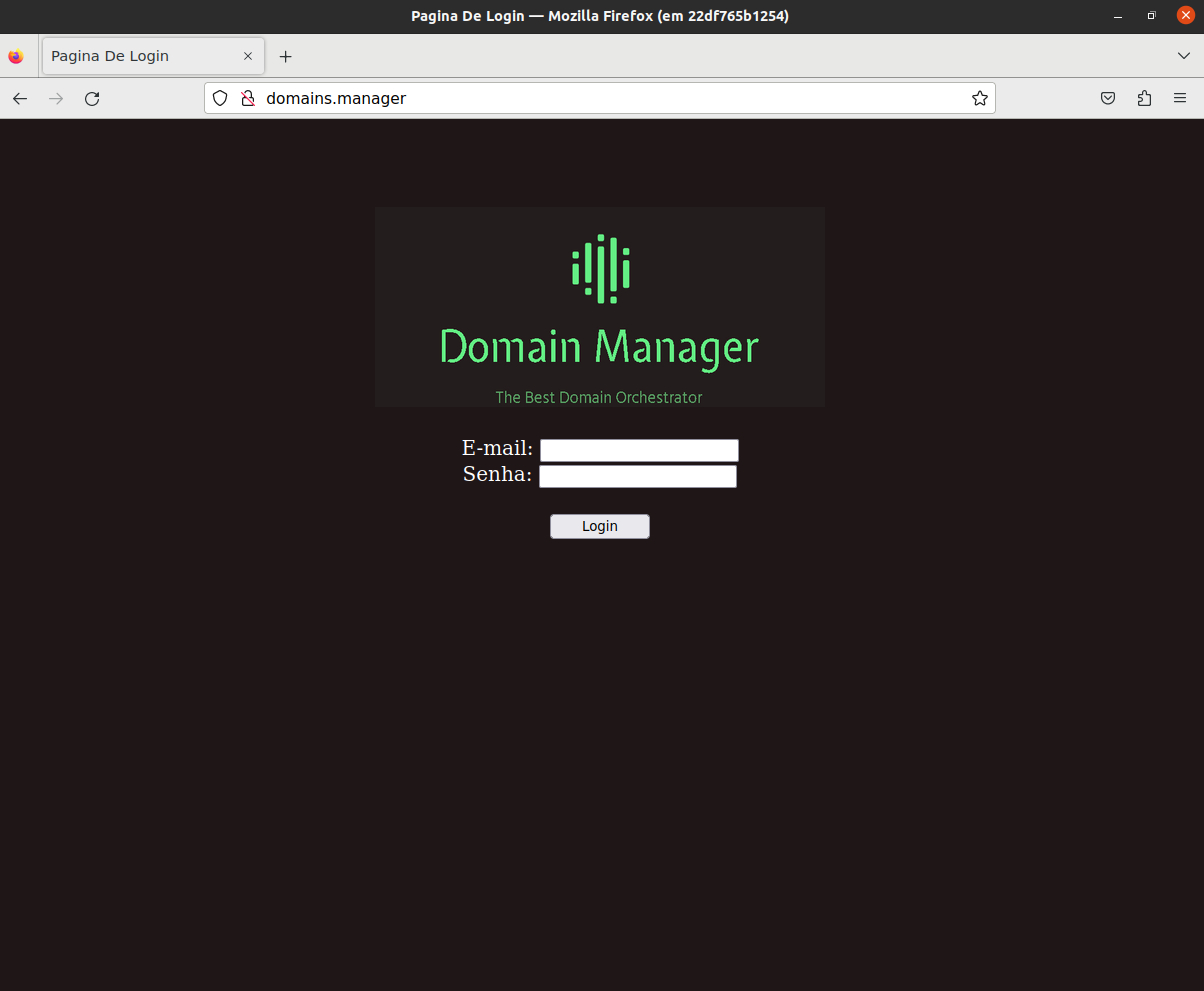 Pagina De Login — Mozilla Firefox (em 22df765b1254)
Pagina De Login
domains.manager
Domain Manager
The Best Domain Orchestrator
E-mail:
Senha:
Login